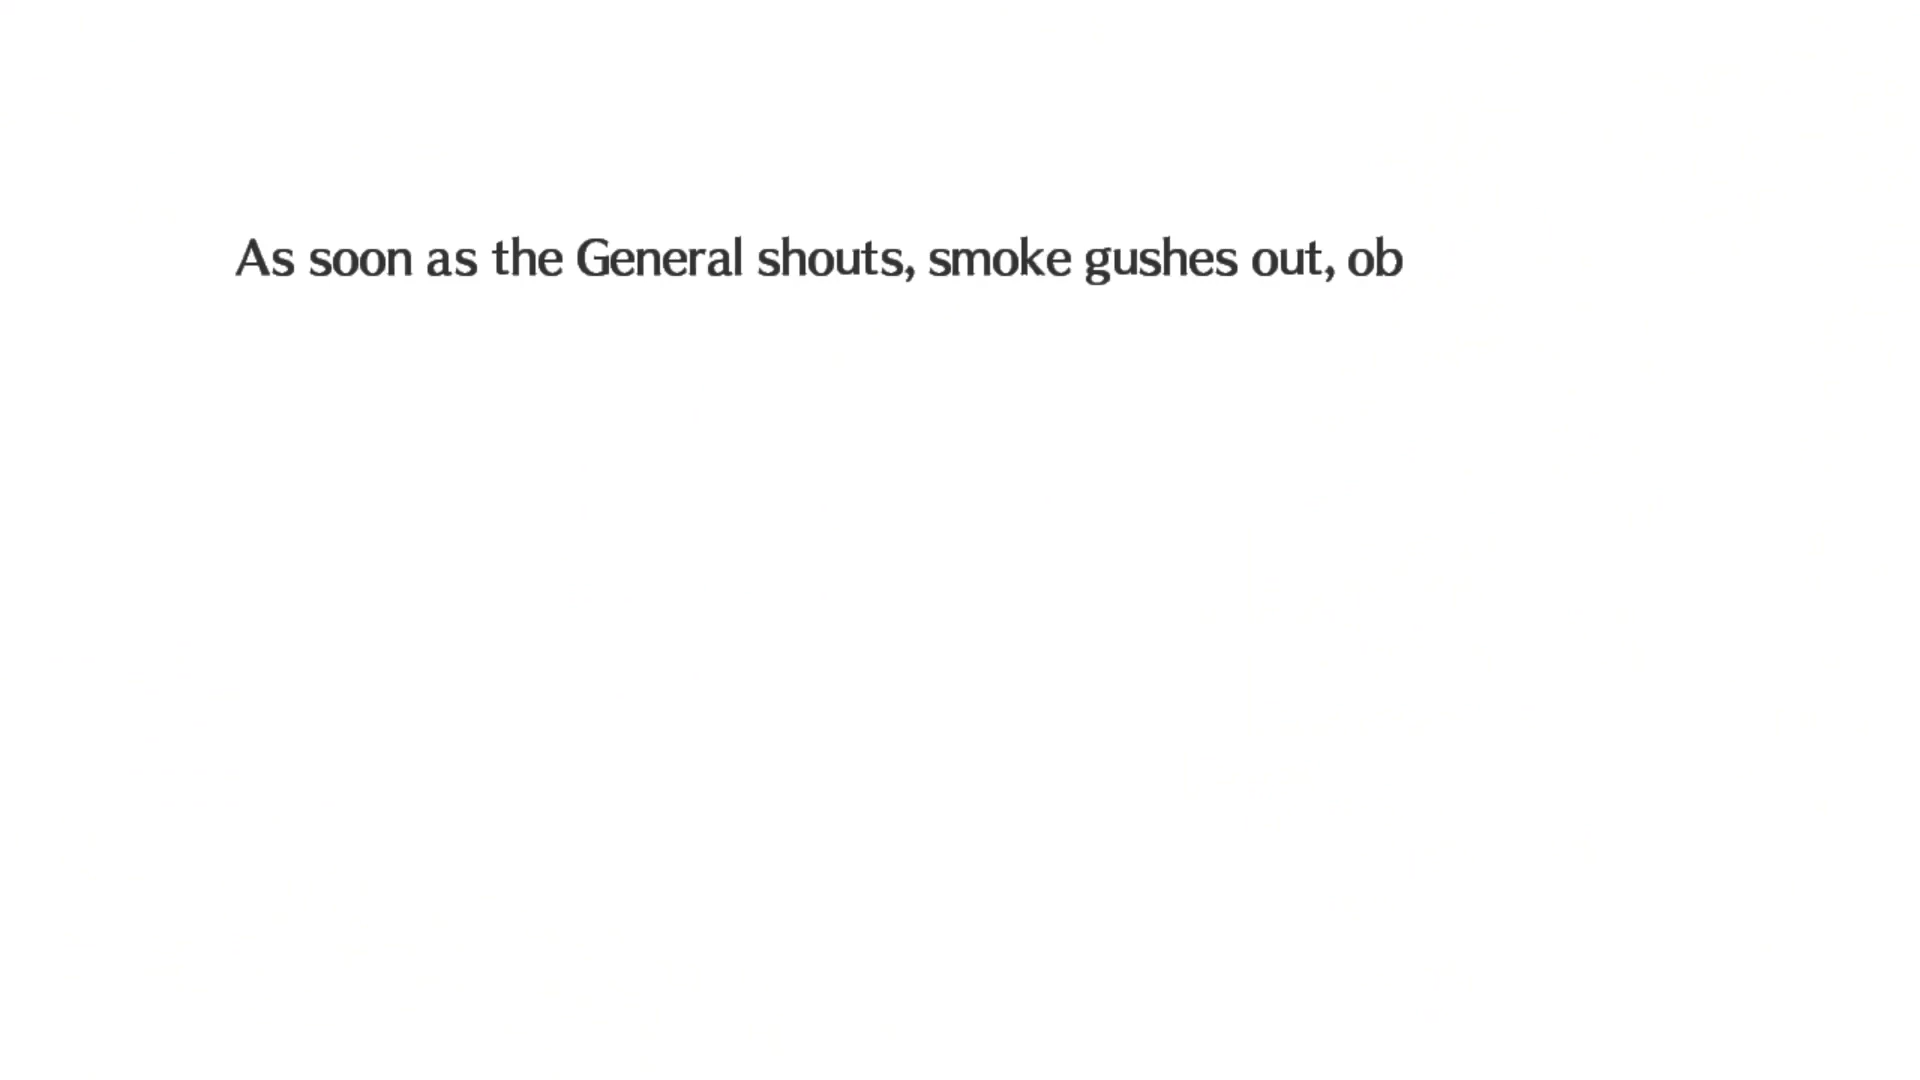 As soon as the General shouts, smoke gushes out, ob